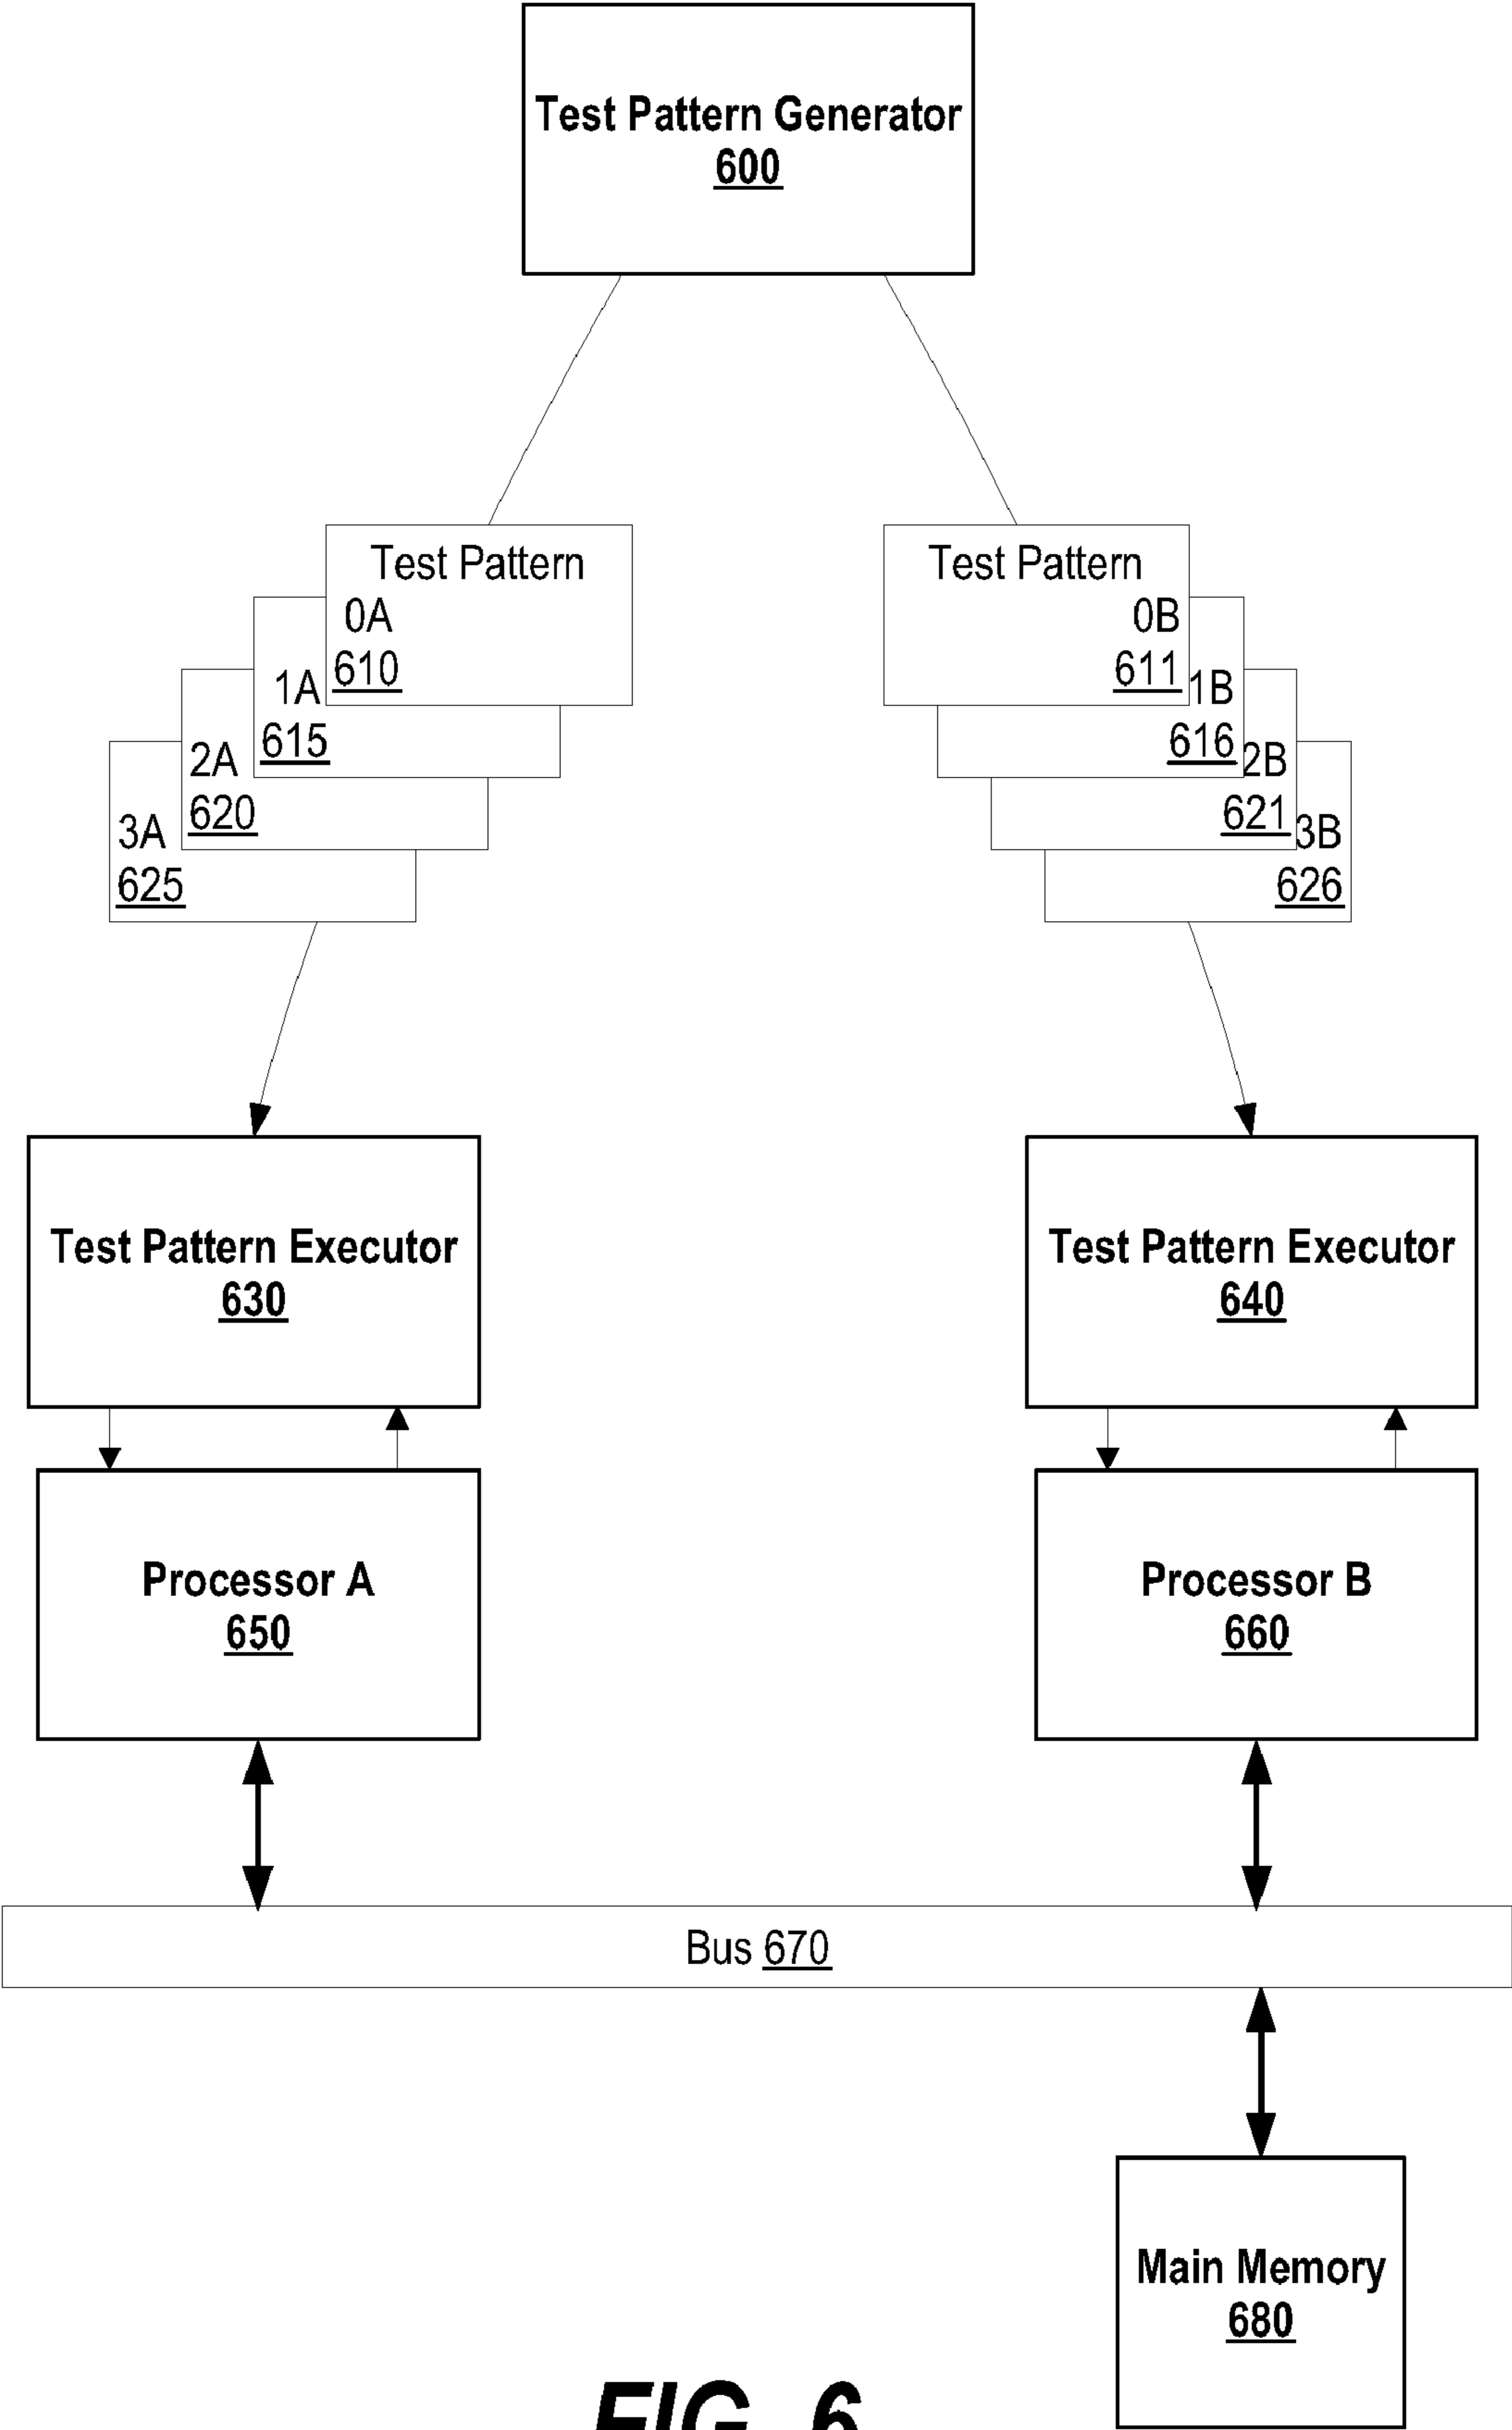 Test Pattern Generator
600
Test Pattern
0A
610
1A
615
2A
620
3A
625
Test Pattern
0B
611
1B
616
2B
621
3B
626
Test Pattern Executor
630
Test Pattern Executor
640
Processor A
650
Processor B
660
Bus 670
Main Memory
680
FIG. 6